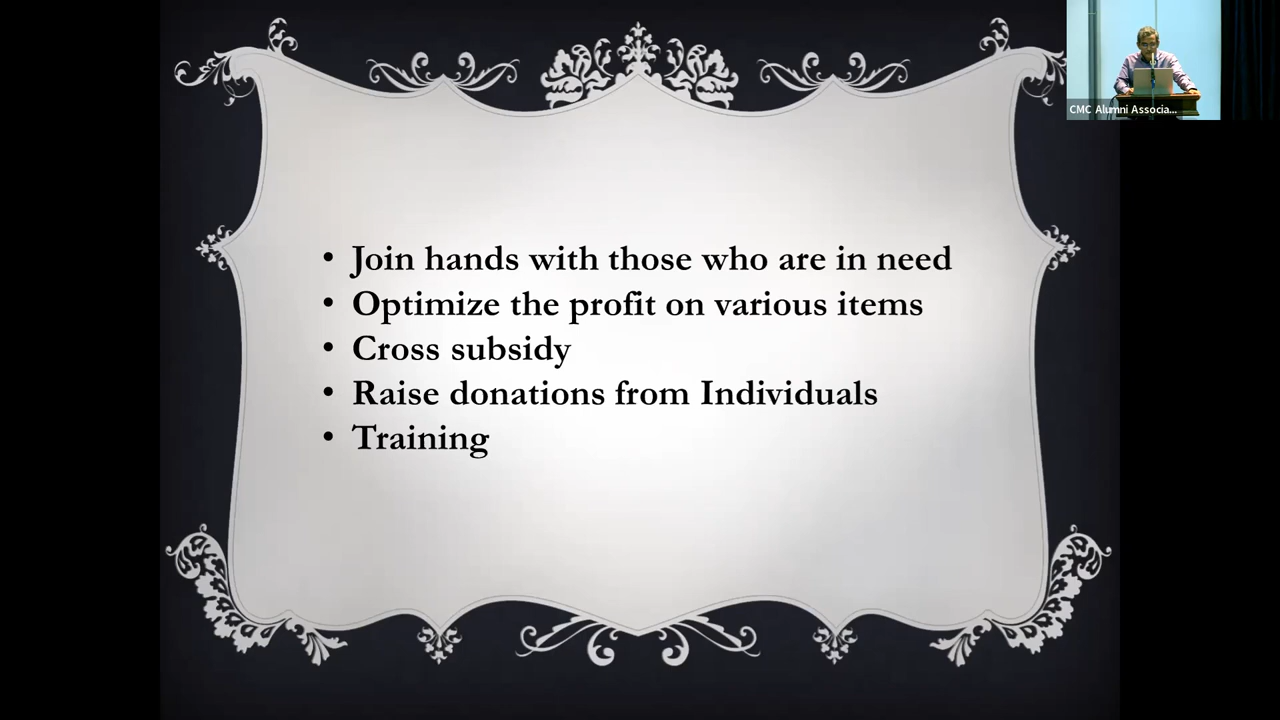 CMC Alumni Associa...
• Join hands with those who are in need
• Optimize the profit on various items
• Cross subsidy
• Raise donations from Individuals
• Training